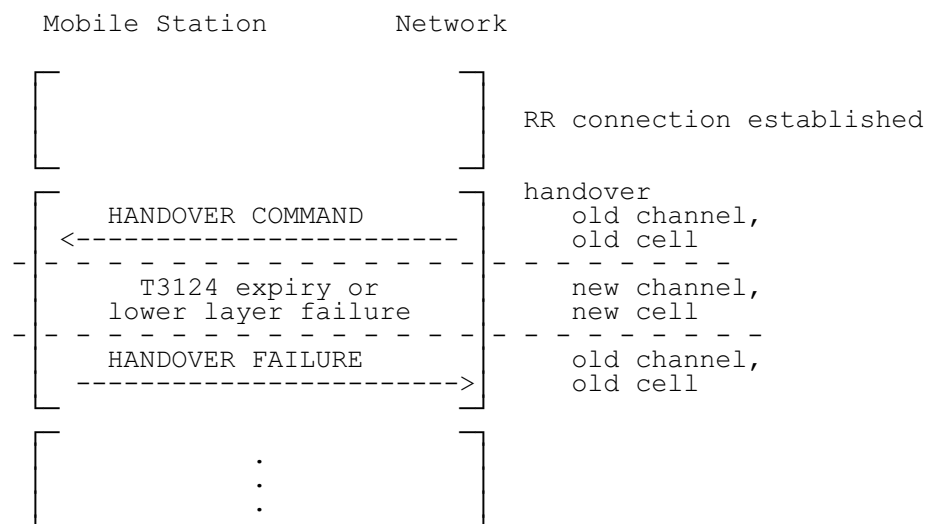 Mobile Station Network
RR connection established
handover
HANDOVER COMMAND old channel,
<------------------------ old cell
T3124 expiry or new channel,
lower layer failure new cell
HANDOVER FAILURE old channel,
------------------------> old cell
.
.
.